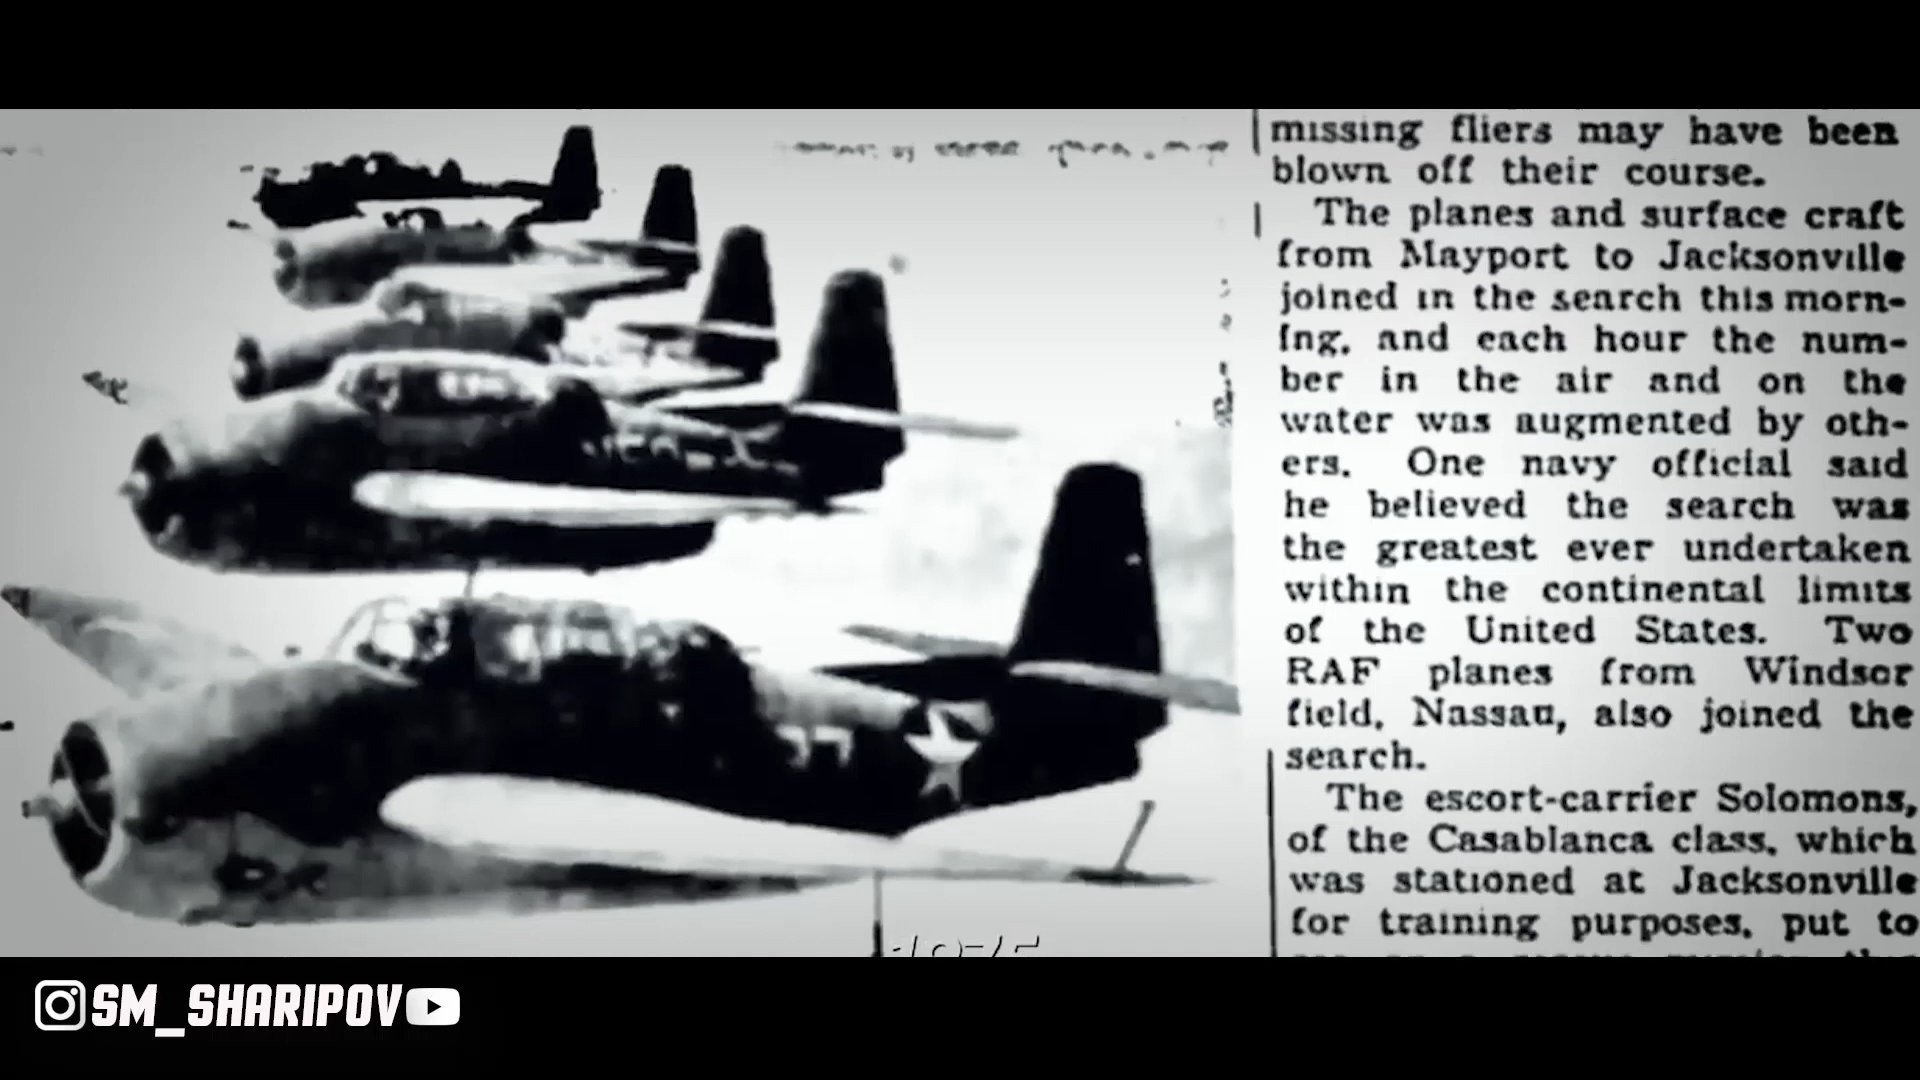 missing fliers may have been
blown off their course.
The planes and surface craft
from Mayport to Jacksonville
joined in the search this morn-
ing, and each hour the num-
ber in the air and on the
water was augmented by oth-
ers. One navy official said
he believed the search was
the greatest ever undertaken
within the continental limits
of the United States. Two
RAF planes from Windsor
field, Nassau, also joined the
search.
The escort-carrier Solomons,
of the Casablanca class, which
was stationed at Jacksonville
for training purposes, put to
SM_SHARIPOV